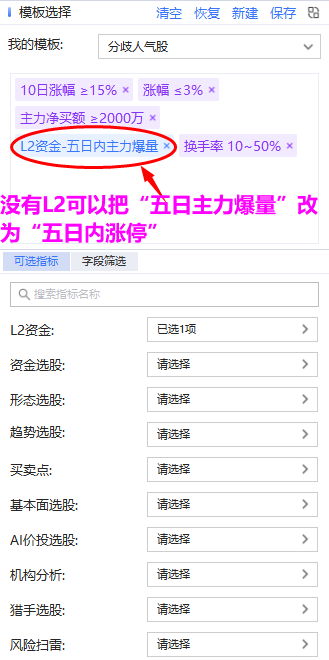 模板选择 清空 恢复 新建 保存
我的模板: 分歧人气股
10日涨幅 ≥15% × 涨幅 ≤3% ×
主力净买额 ≥2000万 ×
L2资金-五日内主力爆量 × 换手率 10~50% ×
没有L2可以把“五日主力爆量”改
为“五日内涨停”
可选指标 字段筛选
搜索指标名称
L2资金: 已选1项
资金选股: 请选择
形态选股: 请选择
趋势选股: 请选择
买卖点: 请选择
基本面选股: 请选择
AI价投选股: 请选择
机构分析: 请选择
猎手选股: 请选择
风险扫雷: 请选择